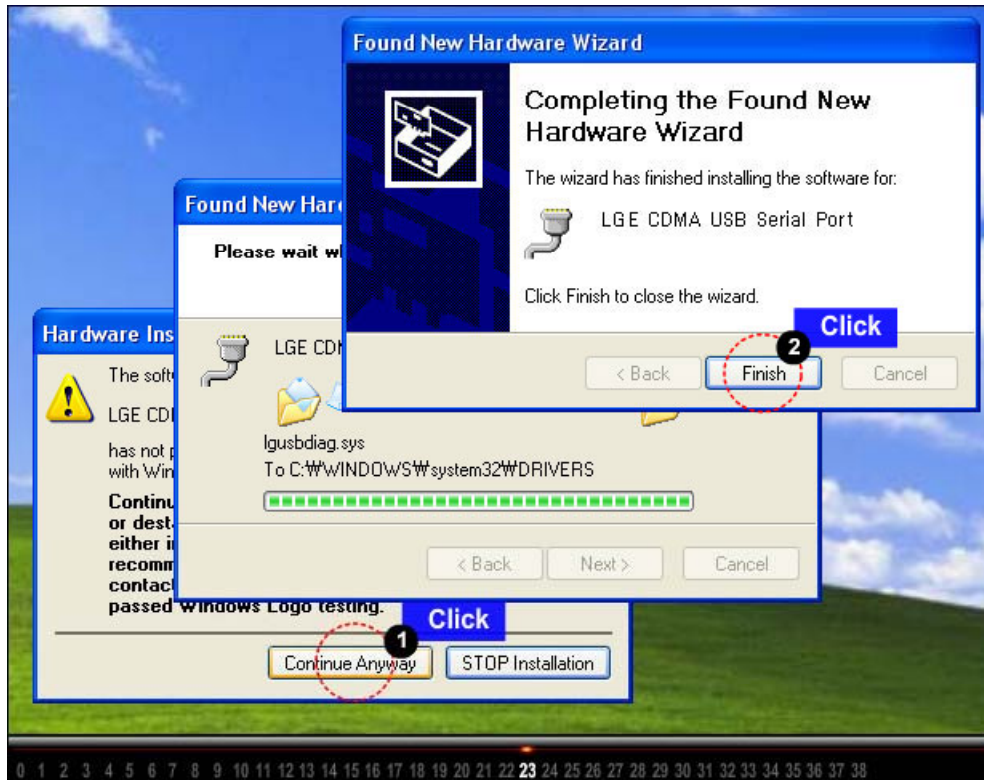 Found New Hardware Wizard
Completing the Found New
Hardware Wizard
The wizard has finished installing the software for:
LGE CDMA USB Serial Port
Click Finish to close the wizard.
Click
2
< Back
Finish
Cancel
Found New Har
Please wait w
LGE CD
lgusbdiag.sys
To C:₩WINDOWS₩system32₩DRIVERS
< Back
Next >
Cancel
Hardware Ins
The soft
LGE CD
has not p
with Win
Continu
or dest
either i
recomm
contac
passed Windows Logo testing.
Click
1
Continue Anyway
STOP Installation
0 1 2 3 4 5 6 7 8 9 10 11 12 13 14 15 16 17 18 19 20 21 22 23 24 25 26 27 28 29 30 31 32 33 34 35 36 37 38